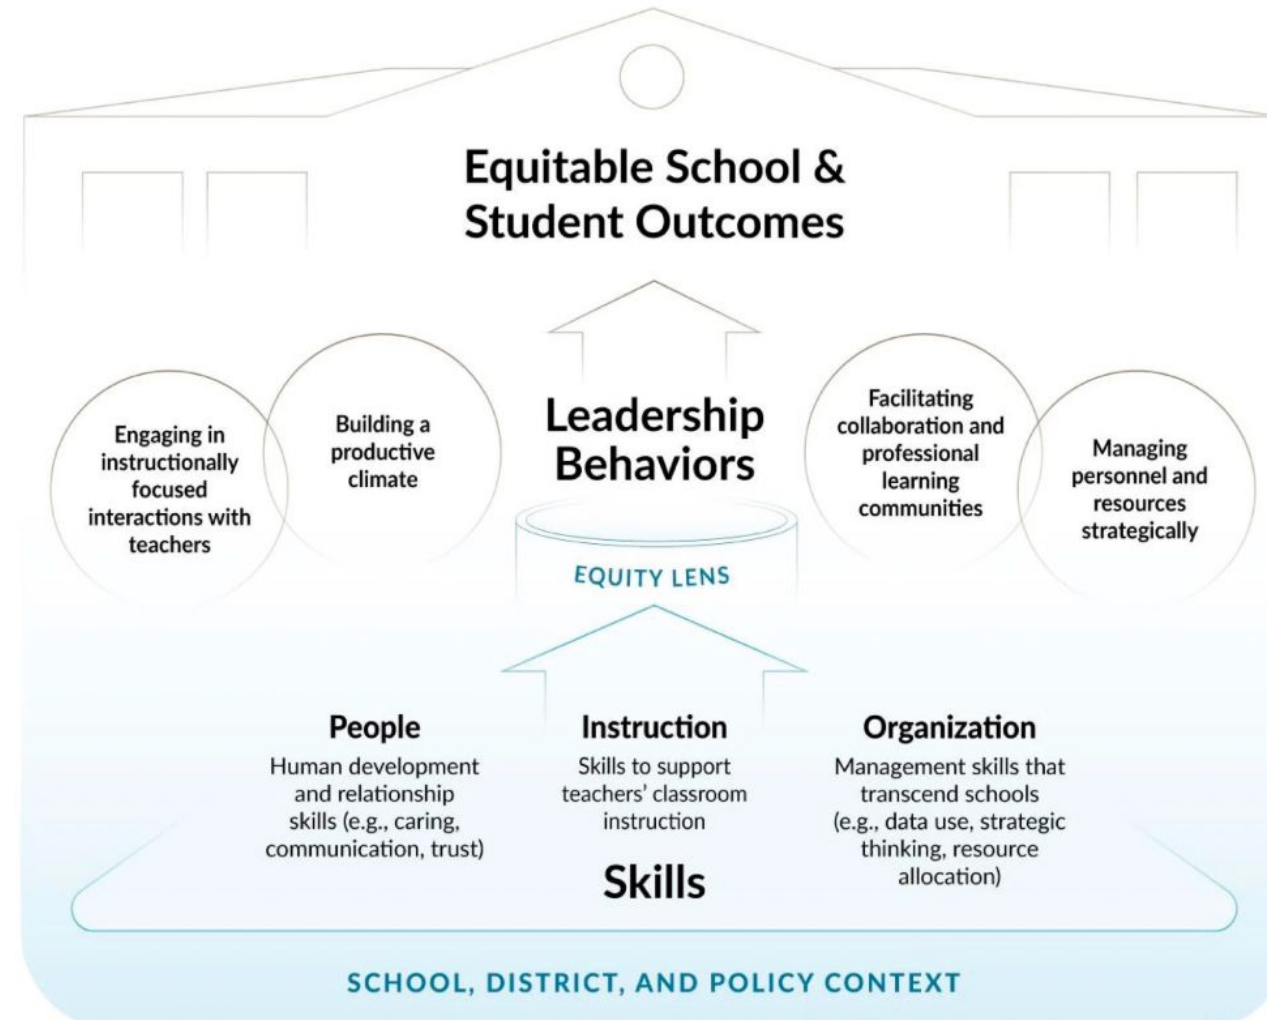 Equitable School &
Student Outcomes
Engaging in
instructionally
focused
interactions with
teachers
Building a
productive
climate
Leadership
Behaviors
Facilitating
collaboration and
professional
learning
communities
Managing
personnel and
resources
strategically
EQUITY LENS
People
Human development
and relationship
skills (e.g., caring,
communication, trust)
Instruction
Skills to support
teachers’ classroom
instruction
Organization
Management skills that
transcend schools
(e.g., data use, strategic
thinking, resource
allocation)
Skills
SCHOOL, DISTRICT, AND POLICY CONTEXT